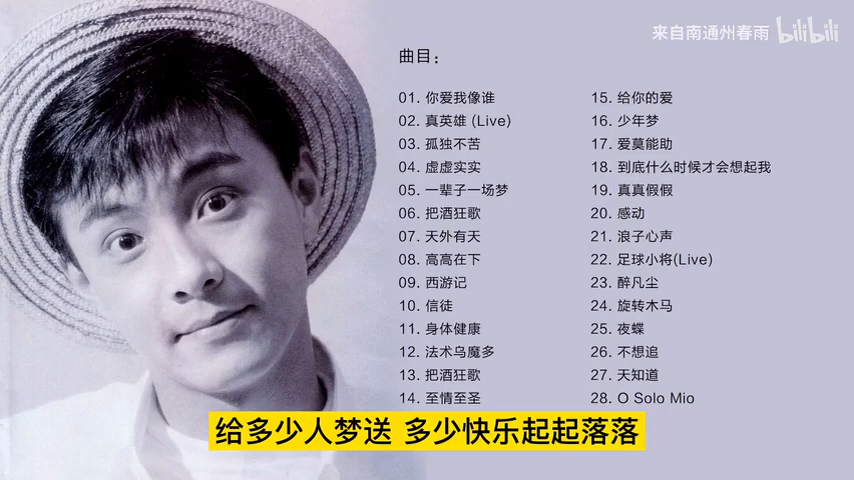 来自南通州春雨 bilibili
曲目：
01. 你爱我像谁
02. 真英雄 (Live)
03. 孤独不苦
04. 虚虚实实
05. 一辈子一场梦
06. 把酒狂歌
07. 天外有天
08. 高高在下
09. 西游记
10. 信徒
11. 身体健康
12. 法术乌魔多
13. 把酒狂歌
14. 至情至圣
15. 给你的爱
16. 少年梦
17. 爱莫能助
18. 到底什么时候才会想起我
19. 真真假假
20. 感动
21. 浪子心声
22. 足球小将(Live)
23. 醉凡尘
24. 旋转木马
25. 夜蝶
26. 不想追
27. 天知道
28. O Solo Mio
给多少人梦送 多少快乐起起落落